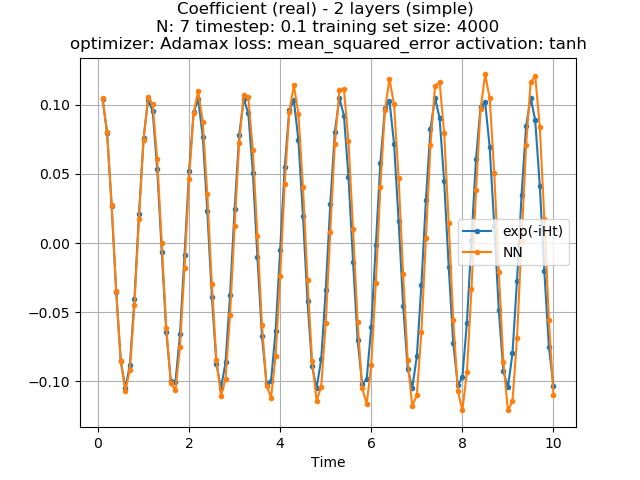 Coefficient (real) - 2 layers (simple)
N: 7 timestep: 0.1 training set size: 4000
optimizer: Adamax loss: mean_squared_error activation: tanh
0.10
0.05
0.00
−0.05
−0.10
exp(-iHt)
NN
0 2 4 6 8 10
Time